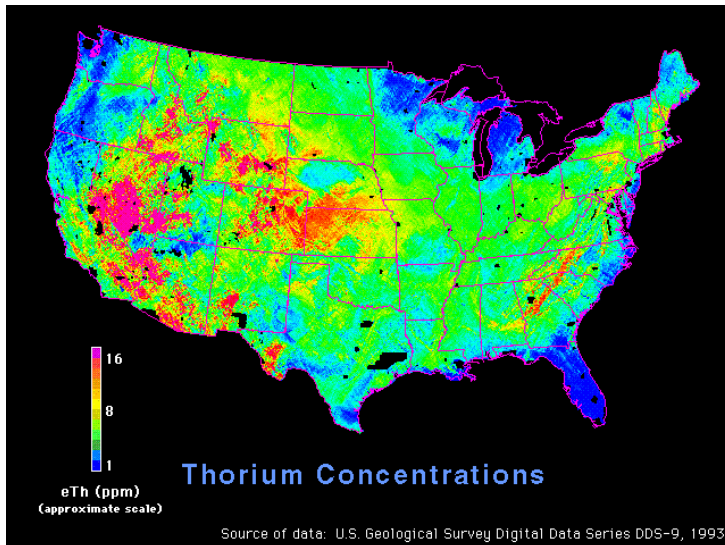 16
8
1
eTh (ppm)
(approximate scale)
Thorium Concentrations
Source of data: U.S. Geological Survey Digital Data Series DDS-9, 1993